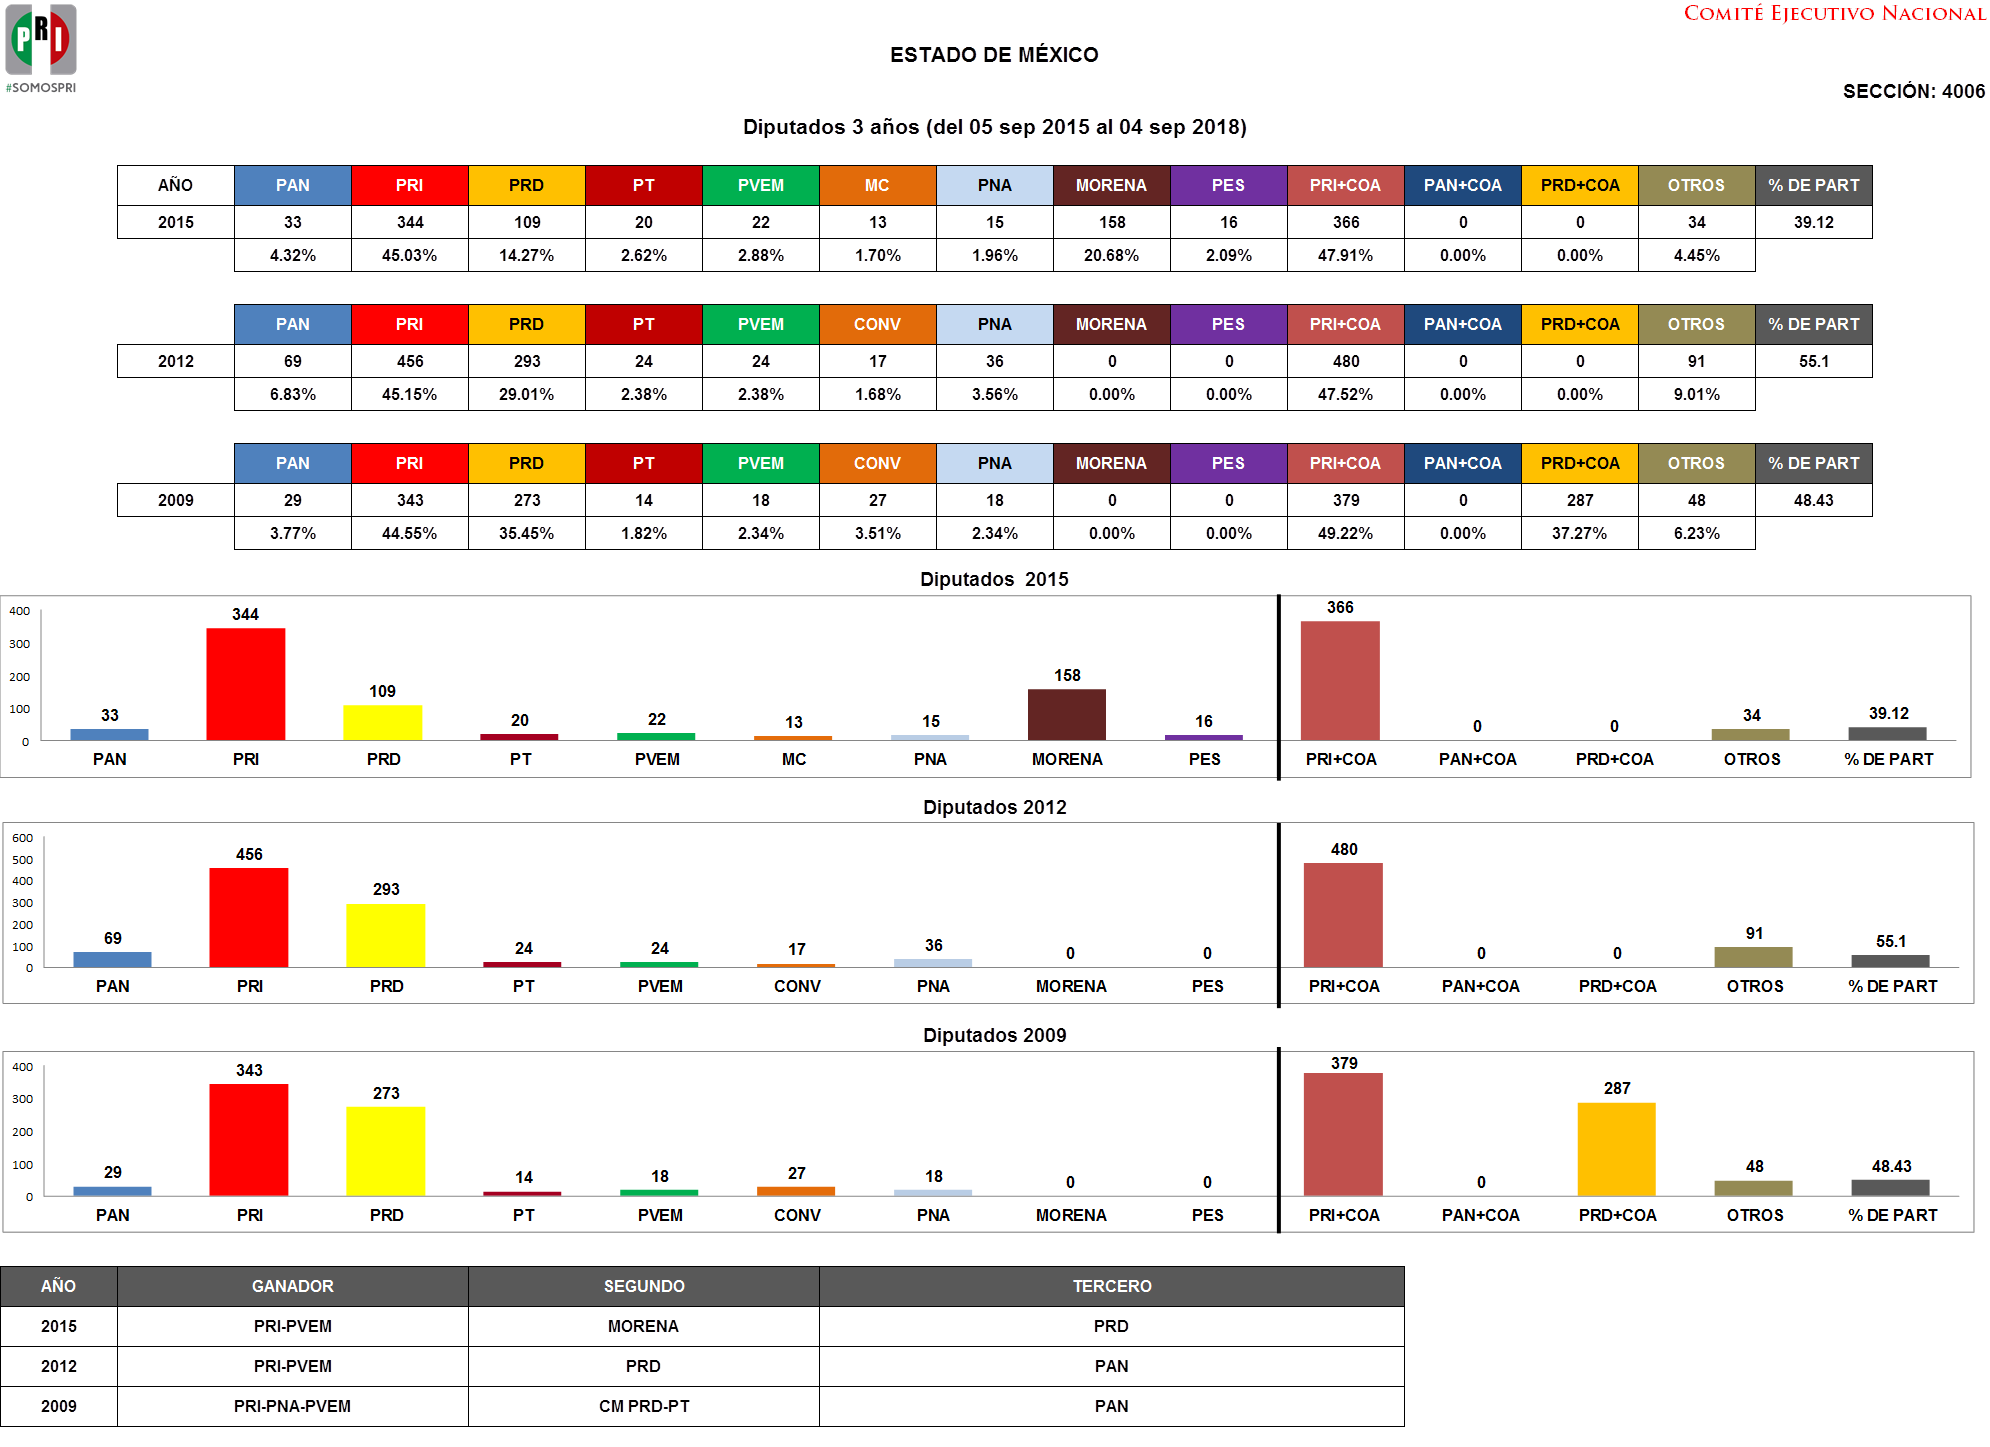 PRI
#SOMOSPRI
COMITÉ EJECUTIVO NACIONAL
ESTADO DE MÉXICO
SECCIÓN: 4006
Diputados 3 años (del 05 sep 2015 al 04 sep 2018)
AÑO PAN PRI PRD PT PVEM MC PNA MORENA PES PRI+COA PAN+COA PRD+COA OTROS % DE PART
2015 33 344 109 20 22 13 15 158 16 366 0 0 34 39.12
4.32% 45.03% 14.27% 2.62% 2.88% 1.70% 1.96% 20.68% 2.09% 47.91% 0.00% 0.00% 4.45%
PAN PRI PRD PT PVEM CONV PNA MORENA PES PRI+COA PAN+COA PRD+COA OTROS % DE PART
2012 69 456 293 24 24 17 36 0 0 480 0 0 91 55.1
6.83% 45.15% 29.01% 2.38% 2.38% 1.68% 3.56% 0.00% 0.00% 47.52% 0.00% 0.00% 9.01%
PAN PRI PRD PT PVEM CONV PNA MORENA PES PRI+COA PAN+COA PRD+COA OTROS % DE PART
2009 29 343 273 14 18 27 18 0 0 379 0 287 48 48.43
3.77% 44.55% 35.45% 1.82% 2.34% 3.51% 2.34% 0.00% 0.00% 49.22% 0.00% 37.27% 6.23%
Diputados 2015
400
300
200
100
0
33 344 109 20 22 13 15 158 16 366 0 0 34 39.12
PAN PRI PRD PT PVEM MC PNA MORENA PES PRI+COA PAN+COA PRD+COA OTROS % DE PART
Diputados 2012
600
500
400
300
200
100
0
69 456 293 24 24 17 36 0 0 480 0 0 91 55.1
PAN PRI PRD PT PVEM CONV PNA MORENA PES PRI+COA PAN+COA PRD+COA OTROS % DE PART
Diputados 2009
400
300
200
100
0
29 343 273 14 18 27 18 0 0 379 0 287 48 48.43
PAN PRI PRD PT PVEM CONV PNA MORENA PES PRI+COA PAN+COA PRD+COA OTROS % DE PART
AÑO GANADOR SEGUNDO TERCERO
2015 PRI-PVEM MORENA PRD
2012 PRI-PVEM PRD PAN
2009 PRI-PNA-PVEM CM PRD-PT PAN